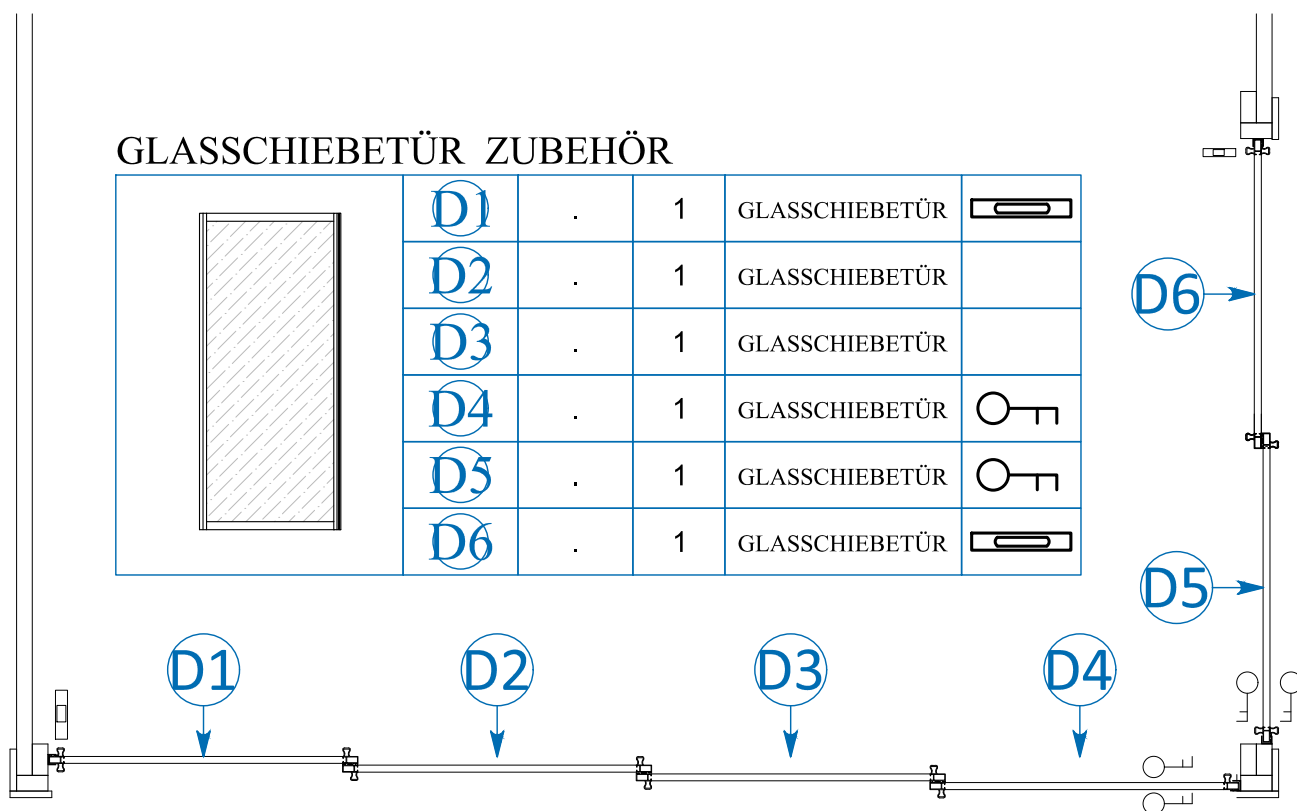 GLASSCHIEBETÜR ZUBEHÖR
D1 . 1 GLASSCHIEBETÜR
D2 . 1 GLASSCHIEBETÜR
D3 . 1 GLASSCHIEBETÜR
D4 . 1 GLASSCHIEBETÜR
D5 . 1 GLASSCHIEBETÜR
D6 . 1 GLASSCHIEBETÜR
D6
D5
D1 D2 D3 D4